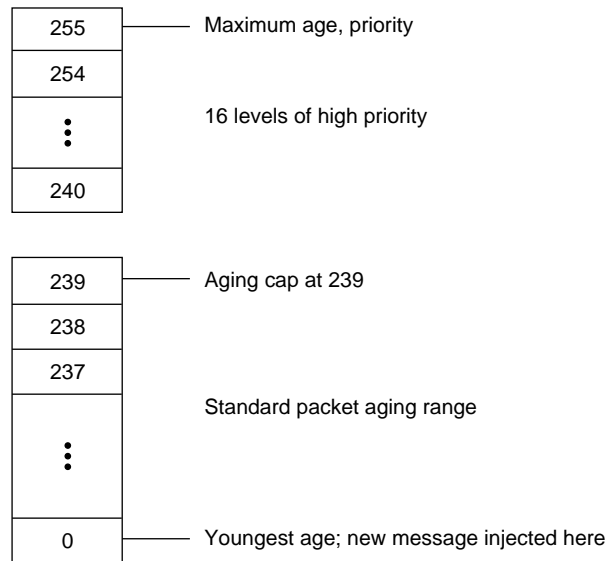 255 Maximum age, priority
254
16 levels of high priority
240
239 Aging cap at 239
238
237
Standard packet aging range
0 Youngest age; new message injected here